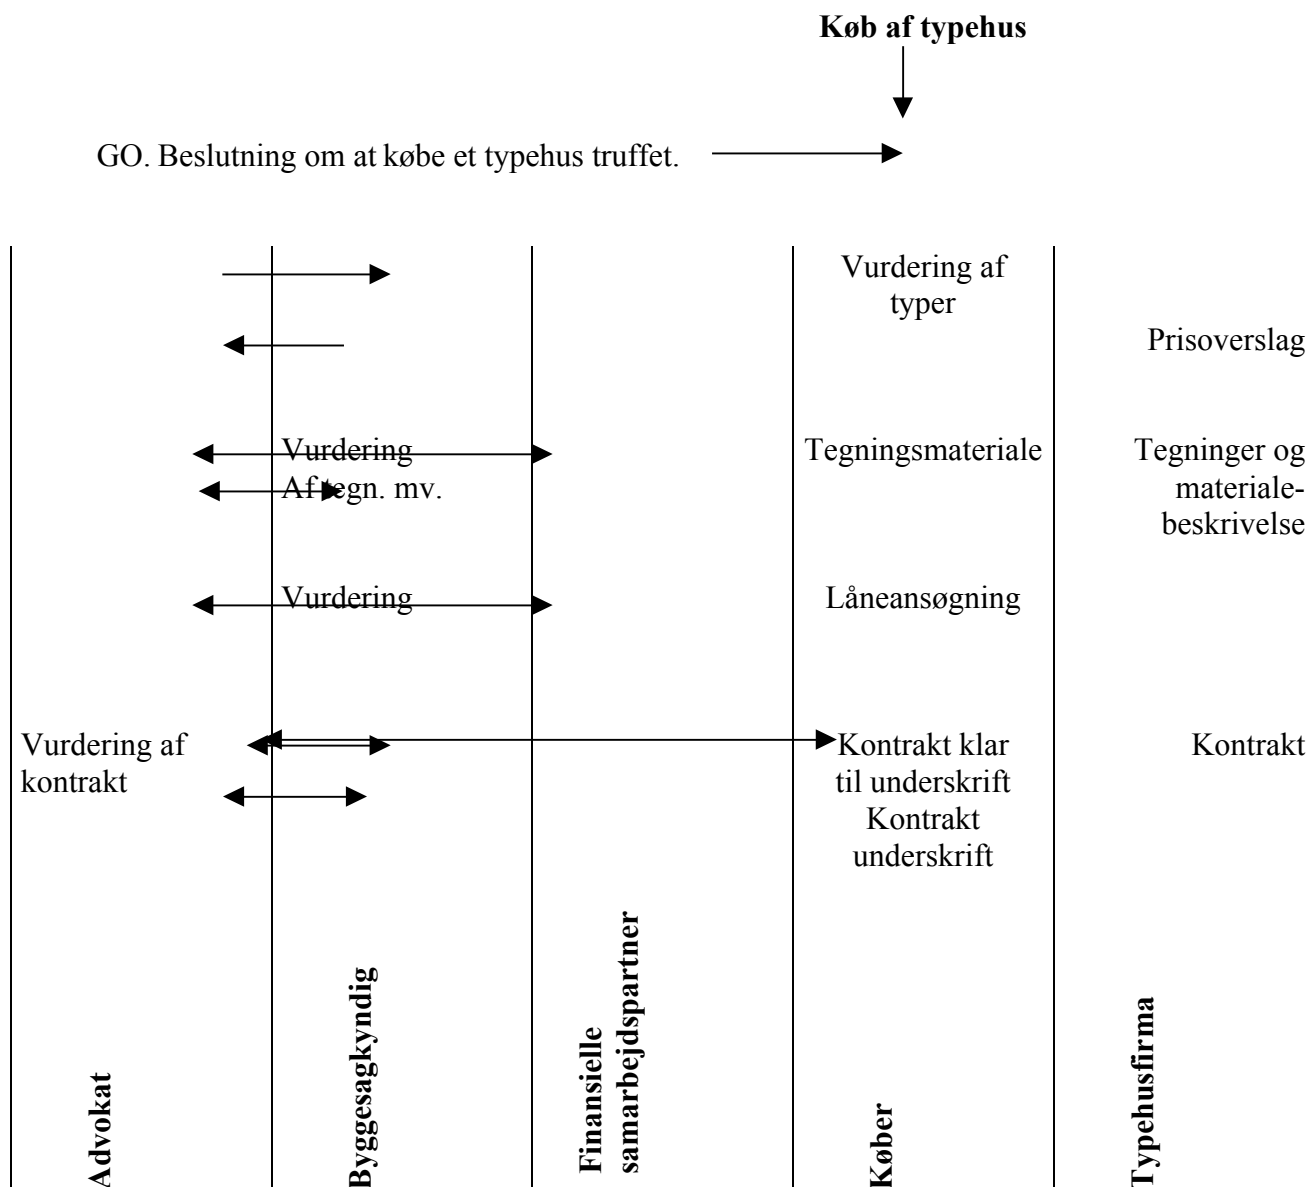 Køb af typehus
GO. Beslutning om at købe et typehus truffet.
Vurdering af
typer
Prisoverslag
Vurdering
Af tegn. mv.
Tegningsmateriale
Tegninger og
materiale-
beskrivelse
Vurdering
Låneansøgning
Vurdering af
kontrakt
Kontrakt klar
til underskrift
Kontrakt
underskrift
Kontrakt
Advokat
Byggesagkyndig
Finansielle
samarbejdspartner
Køber
Typehusfirma